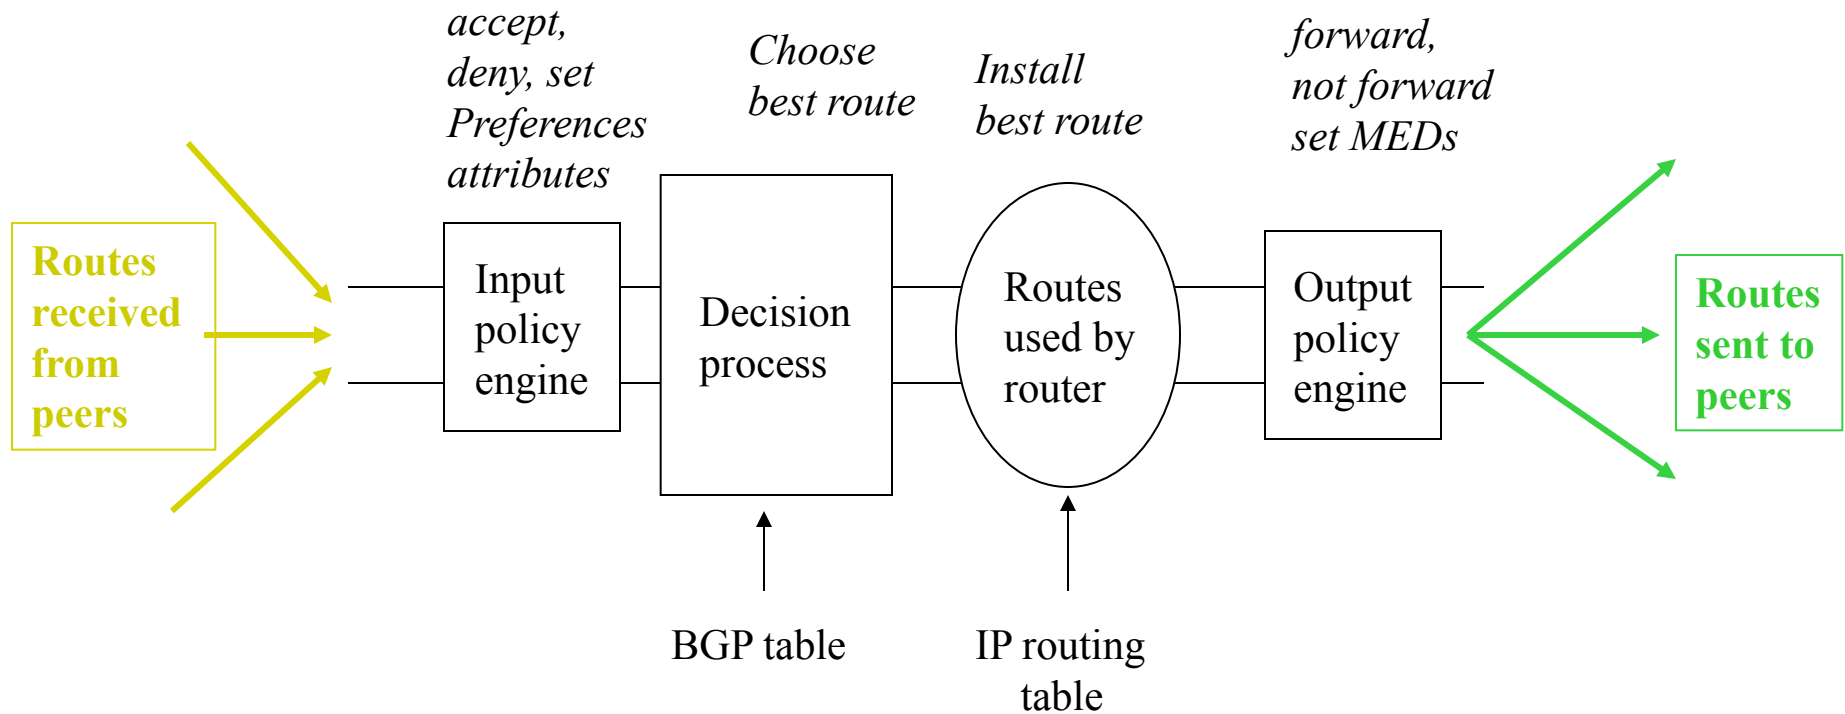 accept,
deny, set
Preferences
attributes
Choose
best route
Install
best route
forward,
not forward
set MEDs
Routes
received
from
peers
Input
policy
engine
Decision
process
Routes
used by
router
Output
policy
engine
Routes
sent to
peers
BGP table
IP routing
table